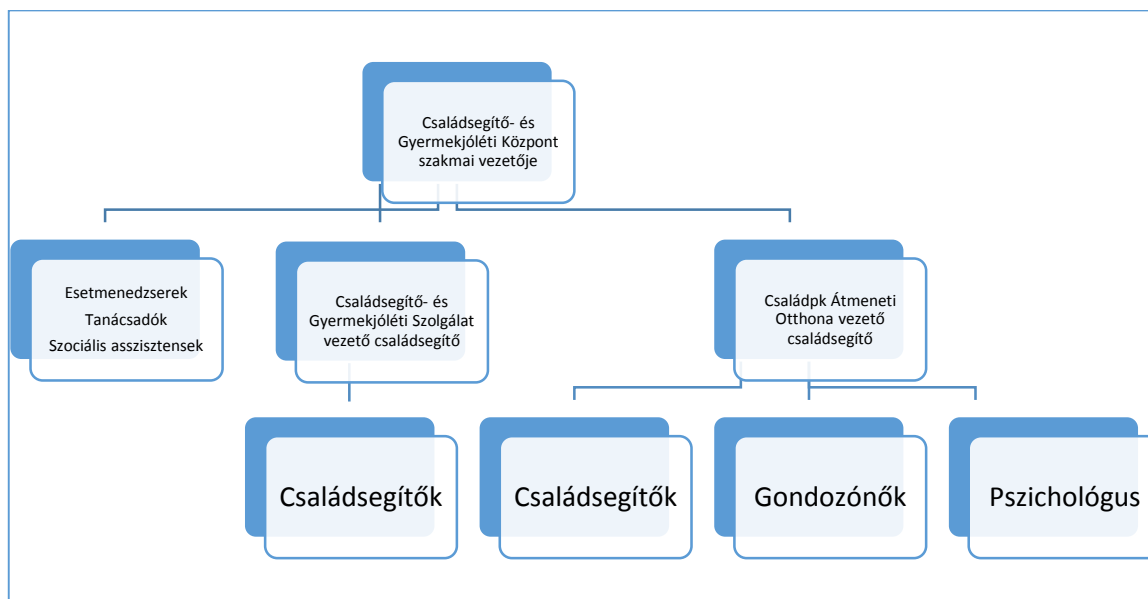 Családsegítő- és
Gyermekjóléti Központ
szakmai vezetője
Esetmenedzserek
Tanácsadók
Szociális asszisztensek
Családsegítő- és
Gyermekjóléti Szolgálat
vezető családsegítő
Családpk Átmeneti
Otthona vezető
családsegítő
Családsegítők
Családsegítők
Gondozónők
Pszichológus